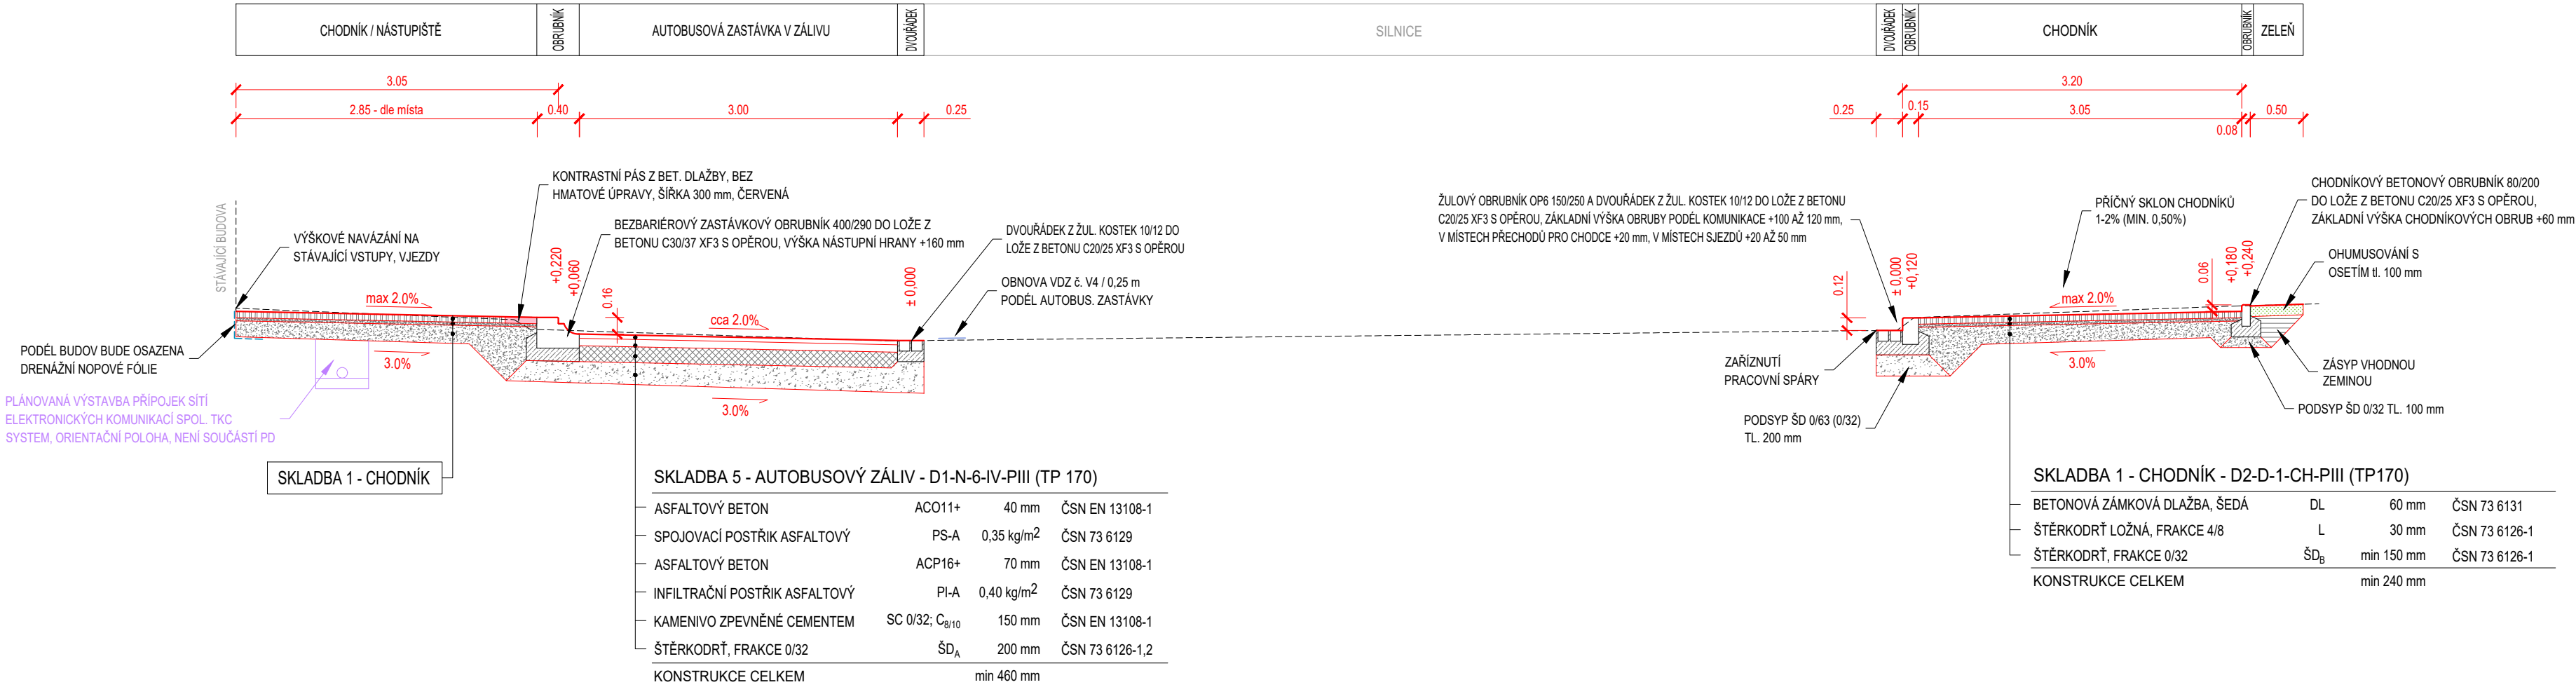 CHODNÍK / NÁSTUPIŠTĚ
OBRUBNÍK
AUTOBUSOVÁ ZASTÁVKA V ZÁLIVU
DVOUŘÁDEK
SILNICE
DVOUŘÁDEK
OBRUBNÍK
CHODNÍK
OBRUBNÍK
ZELEŇ
3.05
2.85 - dle místa
0.40
3.00
0.25
3.20
0.25
0.15
3.05
0.08
0.50
STÁVAJÍCÍ BUDOVA
VÝŠKOVÉ NAVÁZÁNÍ NA
STÁVAJÍCÍ VSTUPY, VJEZDY
KONTRASTNÍ PÁS Z BET. DLAŽBY, BEZ
HMATOVÉ ÚPRAVY, ŠÍŘKA 300 mm, ČERVENÁ
BEZBARIÉROVÝ ZASTÁVKOVÝ OBRUBNÍK 400/290 DO LOŽE Z
BETONU C30/37 XF3 S OPĚROU, VÝŠKA NÁSTUPNÍ HRANY +160 mm
DVOUŘÁDEK Z ŽUL. KOSTEK 10/12 DO
LOŽE Z BETONU C20/25 XF3 S OPĚROU
OBNOVA VDZ č. V4 / 0,25 m
PODÉL AUTOBUS. ZASTÁVKY
+0,220
+0,060
0.16
± 0,000
max 2.0%
cca 2.0%
3.0%
3.0%
PODÉL BUDOV BUDE OSAZENA
DRENÁŽNÍ NOPOVÉ FÓLIE
PLÁNOVANÁ VÝSTAVBA PŘÍPOJEK SÍTÍ
ELEKTRONICKÝCH KOMUNIKACÍ SPOL. TKC
SYSTEM, ORIENTAČNÍ POLOHA, NENÍ SOUČÁSTÍ PD
SKLADBA 1 - CHODNÍK
SKLADBA 5 - AUTOBUSOVÝ ZÁLIV - D1-N-6-IV-PIII (TP 170)
ASFALTOVÝ BETON ACO11+ 40 mm ČSN EN 13108-1
SPOJOVACÍ POSTŘIK ASFALTOVÝ PS-A 0,35 kg/m2 ČSN 73 6129
ASFALTOVÝ BETON ACP16+ 70 mm ČSN EN 13108-1
INFILTRAČNÍ POSTŘIK ASFALTOVÝ PI-A 0,40 kg/m2 ČSN 73 6129
KAMENIVO ZPEVNĚNÉ CEMENTEM SC 0/32; C8/10 150 mm ČSN EN 13108-1
ŠTĚRKODRŤ, FRAKCE 0/32 ŠDA 200 mm ČSN 73 6126-1,2
KONSTRUKCE CELKEM min 460 mm
ŽULOVÝ OBRUBNÍK OP6 150/250 A DVOUŘÁDEK Z ŽUL. KOSTEK 10/12 DO LOŽE Z BETONU
C20/25 XF3 S OPĚROU, ZÁKLADNÍ VÝŠKA OBRUBY PODÉL KOMUNIKACE +100 AŽ 120 mm,
V MÍSTECH PŘECHODŮ PRO CHODCE +20 mm, V MÍSTECH SJEZDŮ +20 AŽ 50 mm
PŘÍČNÝ SKLON CHODNÍKŮ
1-2% (MIN. 0,50%)
CHODNÍKOVÝ BETONOVÝ OBRUBNÍK 80/200
DO LOŽE Z BETONU C20/25 XF3 S OPĚROU,
ZÁKLADNÍ VÝŠKA CHODNÍKOVÝCH OBRUB +60 mm
OHUMUSOVÁNÍ S
OSETÍM tl. 100 mm
0.12
± 0,000
+0,120
0.06
+0,180
+0,240
max 2.0%
3.0%
ZAŘÍZNUTÍ
PRACOVNÍ SPÁRY
PODSYP ŠD 0/63 (0/32)
TL. 200 mm
ZÁSYP VHODNOU
ZEMINOU
PODSYP ŠD 0/32 TL. 100 mm
SKLADBA 1 - CHODNÍK - D2-D-1-CH-PIII (TP170)
BETONOVÁ ZÁMKOVÁ DLAŽBA, ŠEDÁ DL 60 mm ČSN 73 6131
ŠTĚRKODRŤ LOŽNÁ, FRAKCE 4/8 L 30 mm ČSN 73 6126-1
ŠTĚRKODRŤ, FRAKCE 0/32 ŠDB min 150 mm ČSN 73 6126-1
KONSTRUKCE CELKEM min 240 mm